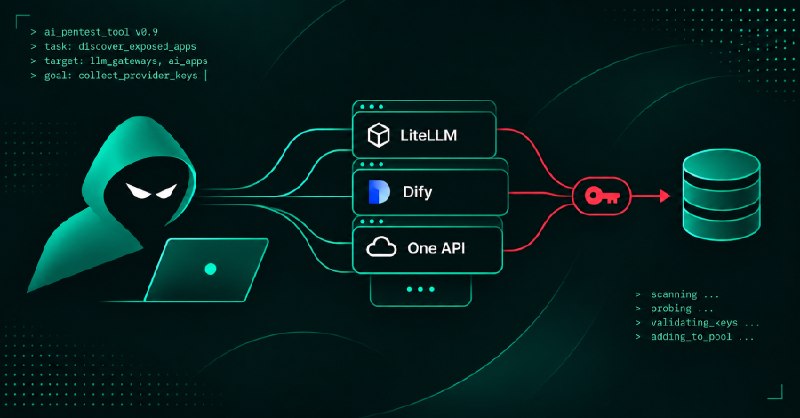 > ai_pentest_tool v0.9
> task: discover_exposed_apps
> target: llm_gateways, ai_apps
> goal: collect_provider_keys
LiteLLM
Dify
One API
> scanning ...
> probing ...
> validating_keys ...
> adding_to_pool ...